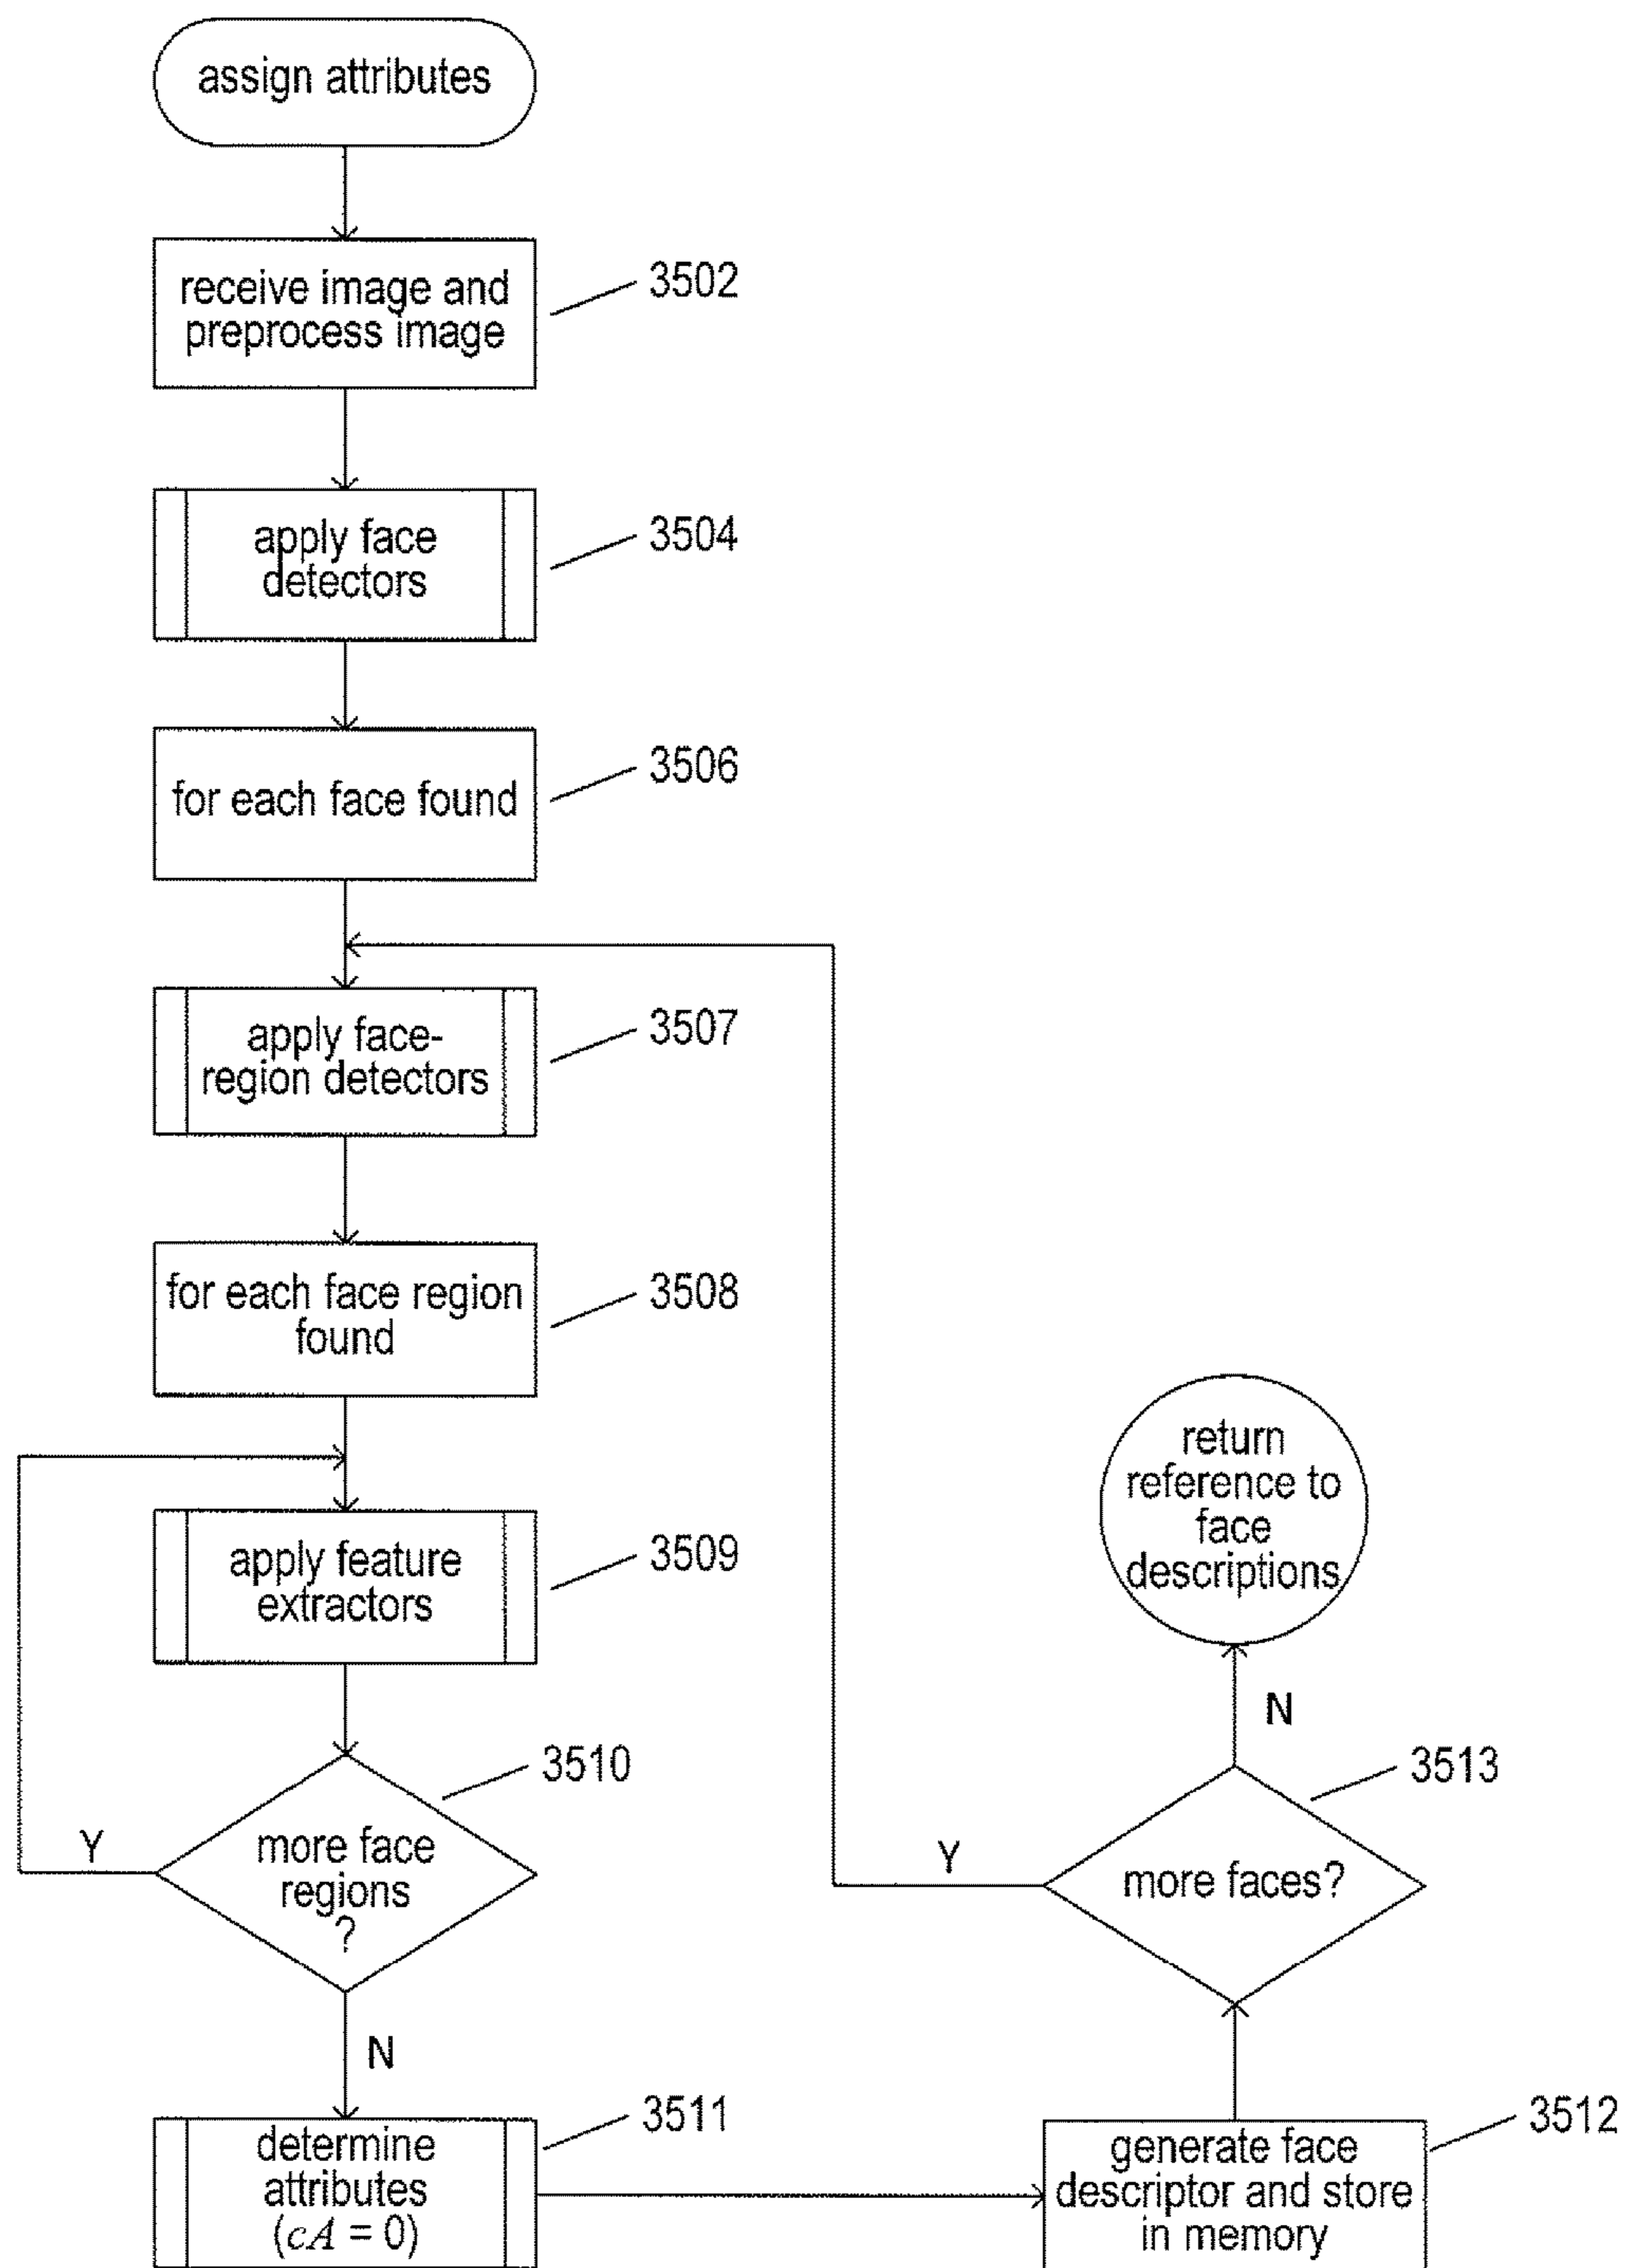 assign attributes
receive image and
preprocess image
3502
apply face
detectors
3504
for each face found
3506
apply face-
region detectors
3507
for each face region
found
3508
apply feature
extractors
3509
more face
regions
?
3510
Y
N
determine
attributes
(cA = 0)
3511
generate face
descriptor and store
in memory
3512
more faces?
3513
Y
N
return
reference to
face
descriptions